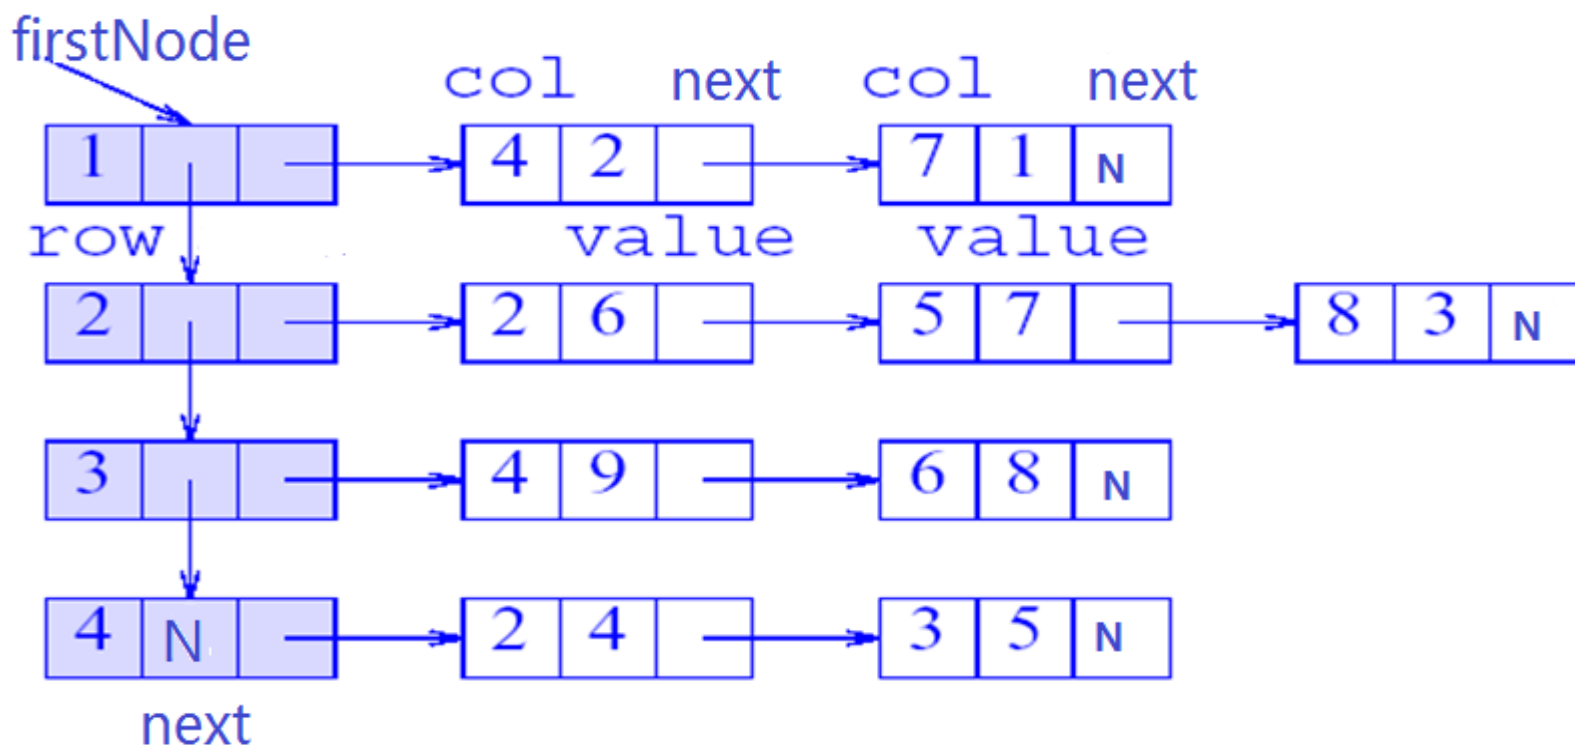 firstNode
col next col next
1 4 2 7 1 N
row value value
2 2 6 5 7 8 3 N
3 4 9 6 8 N
4 N 2 4 3 5 N
next